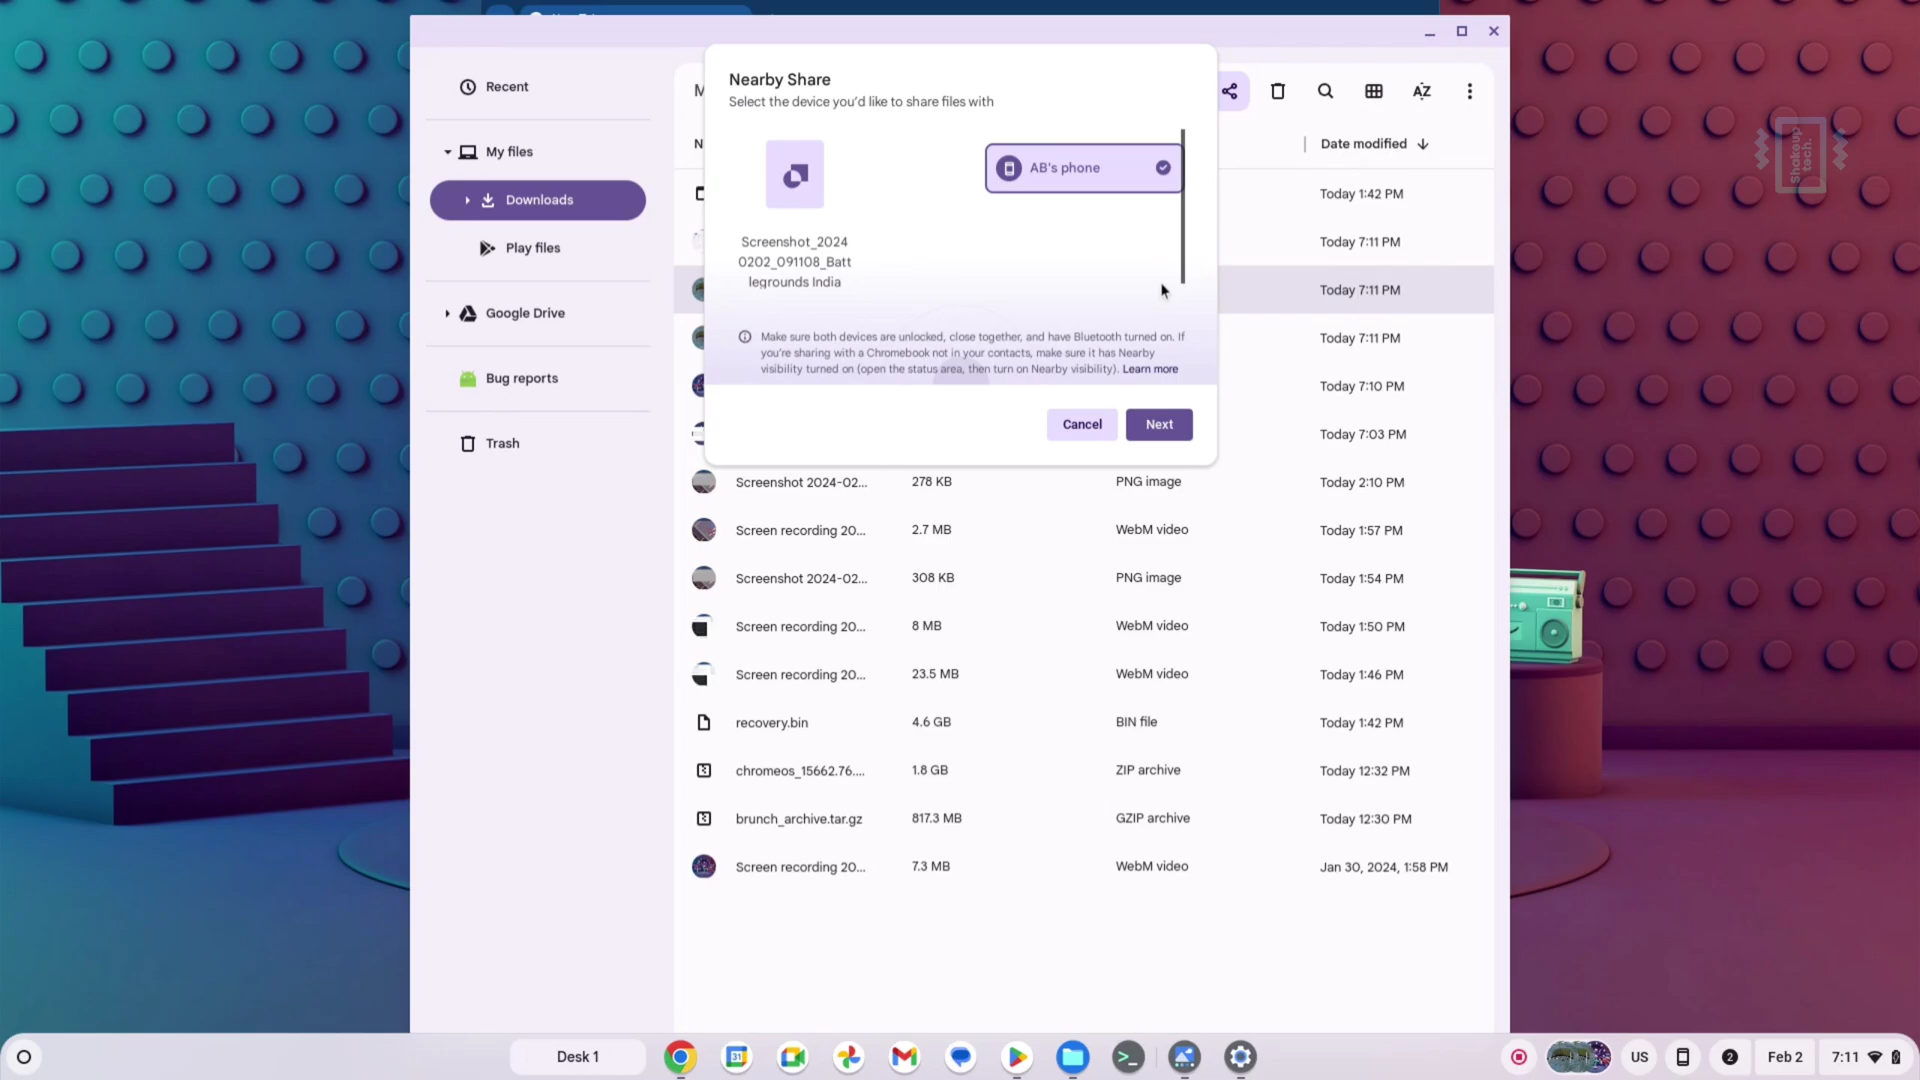 Recent
My files
Downloads
Play files
Google Drive
Bug reports
Trash
Nearby Share
Select the device you'd like to share files with
Screenshot_2024
0202_091108_Batt
legrounds India
AB's phone
Make sure both devices are unlocked, close together, and have Bluetooth turned on. If
you're sharing with a Chromebook not in your contacts, make sure it has Nearby
visibility turned on (open the status area, then turn on Nearby visibility). Learn more
Cancel
Next
AZ
Date modified
Today 1:42 PM
Today 7:11 PM
Today 7:11 PM
Today 7:11 PM
Today 7:10 PM
Today 7:03 PM
Screenshot 2024-02... 278 KB PNG image Today 2:10 PM
Screen recording 20... 2.7 MB WebM video Today 1:57 PM
Screenshot 2024-02... 308 KB PNG image Today 1:54 PM
Screen recording 20... 8 MB WebM video Today 1:50 PM
Screen recording 20... 23.5 MB WebM video Today 1:46 PM
recovery.bin 4.6 GB BIN file Today 1:42 PM
chromeos_15662.76.... 1.8 GB ZIP archive Today 12:32 PM
brunch_archive.tar.gz 817.3 MB GZIP archive Today 12:30 PM
Screen recording 20... 7.3 MB WebM video Jan 30, 2024, 1:58 PM
Shakeup
tech.
Desk 1
31
US
2
Feb 2
7:11